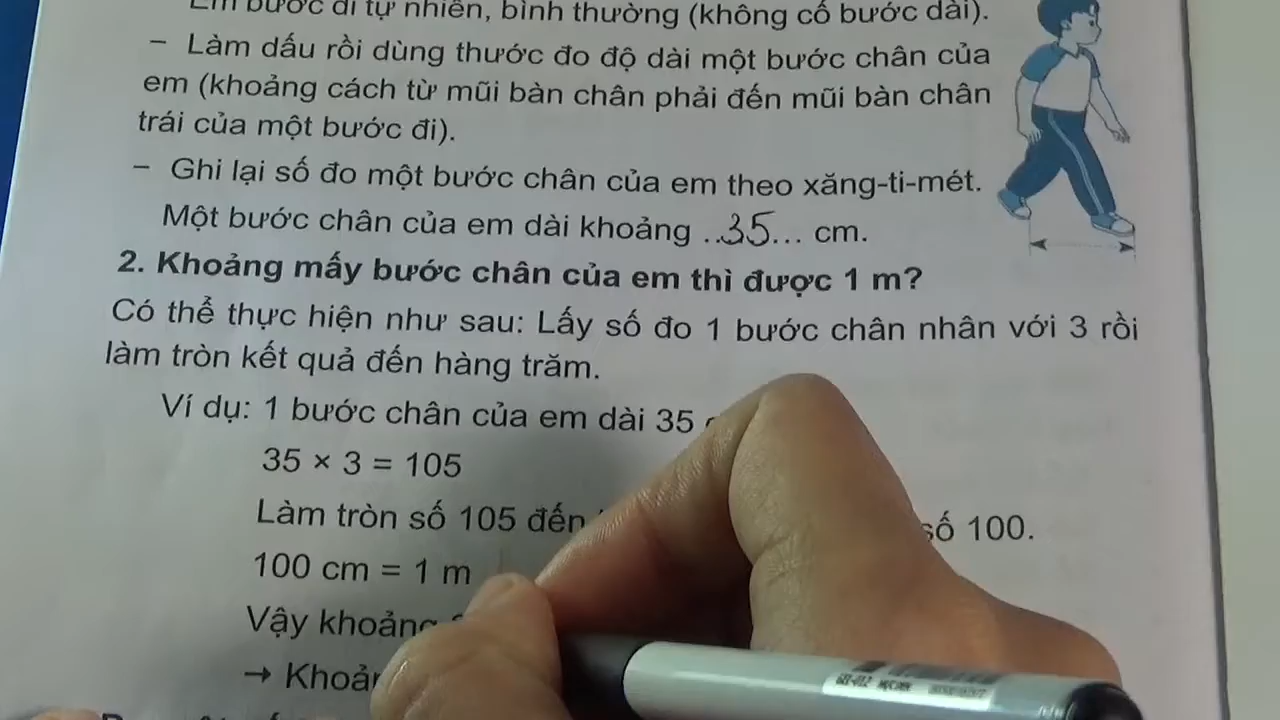 Em bước đi tự nhiên, bình thường (không cố bước dài).
– Làm dấu rồi dùng thước đo độ dài một bước chân của
em (khoảng cách từ mũi bàn chân phải đến mũi bàn chân
trái của một bước đi).
– Ghi lại số đo một bước chân của em theo xăng-ti-mét.
Một bước chân của em dài khoảng ..35... cm.
2. Khoảng mấy bước chân của em thì được 1 m?
Có thể thực hiện như sau: Lấy số đo 1 bước chân nhân với 3 rồi
làm tròn kết quả đến hàng trăm.
Ví dụ: 1 bước chân của em dài 35
35 × 3 = 105
Làm tròn số 105 đến số 100.
100 cm = 1 m
Vậy khoảng
→ Khoản